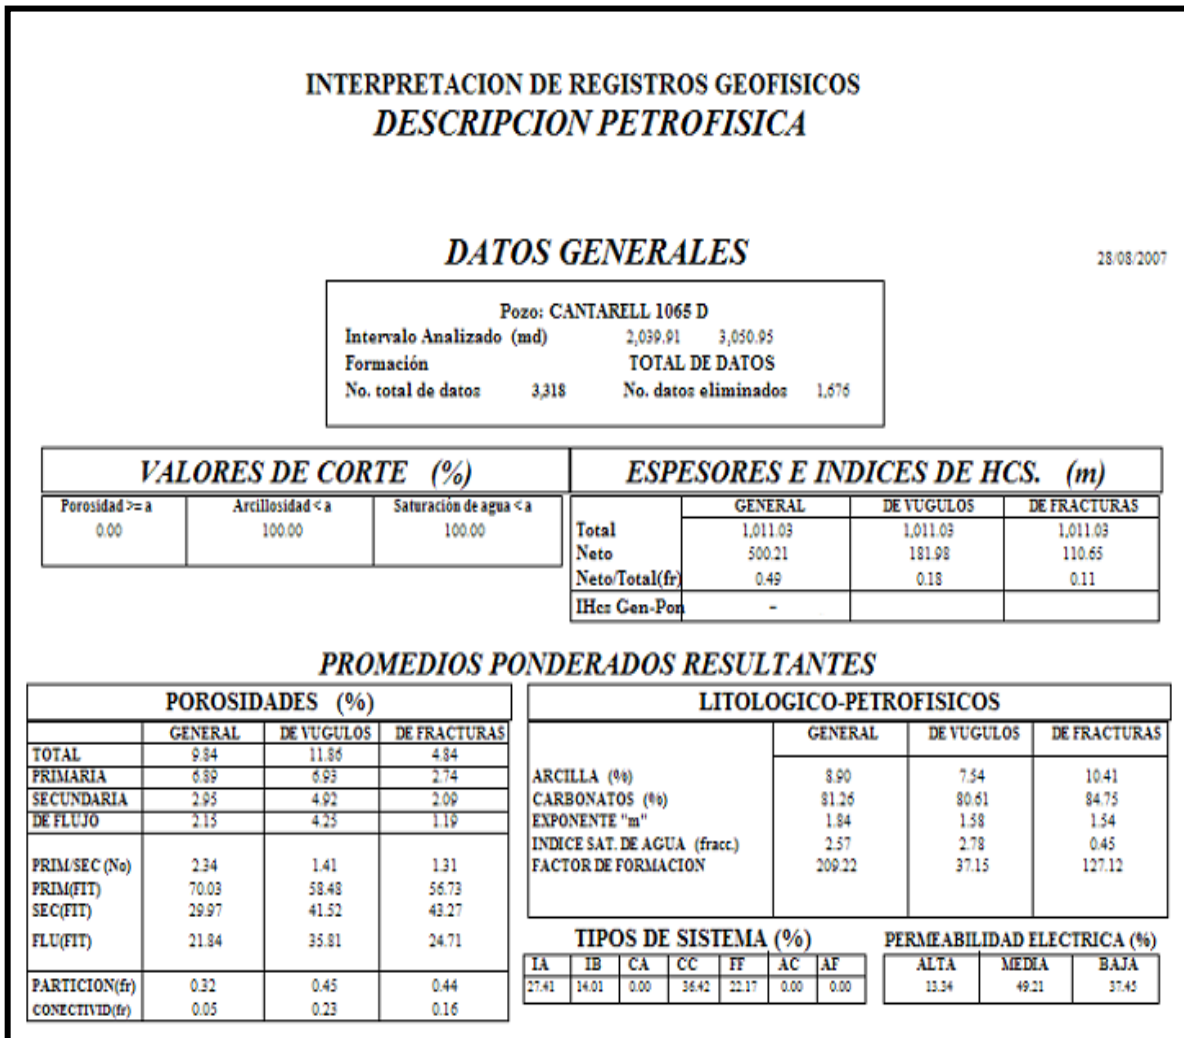 INTERPRETACION DE REGISTROS GEOFISICOS
DESCRIPCION PETROFISICA
DATOS GENERALES
28/08/2007
Pozo: CANTARELL 1065 D
Intervalo Analizado (md) 2,039.91 3,050.95
Formación TOTAL DE DATOS
No. total de datos 3,318 No. datos eliminados 1,676
VALORES DE CORTE (%)
Porosidad >= a Arcillosidad < a Saturación de agua < a
0.00 100.00 100.00
ESPESORES E INDICES DE HCS. (m)
GENERAL DE VUGULOS DE FRACTURAS
Total 1,011.03 1,011.03 1,011.03
Neto 500.21 181.98 110.65
Neto/Total(fr) 0.49 0.18 0.11
IHcs Gen-Pon -
PROMEDIOS PONDERADOS RESULTANTES
POROSIDADES (%)
GENERAL DE VUGULOS DE FRACTURAS
TOTAL 9.84 11.86 4.84
PRIMARIA 6.89 6.93 2.74
SECUNDARIA 2.95 4.92 2.09
DE FLUJO 2.15 4.25 1.19
PRIM/SEC (No) 2.34 1.41 1.31
PRIM(FIT) 70.03 58.48 56.73
SEC(FIT) 29.97 41.52 43.27
FLU(FIT) 21.84 35.81 24.71
PARTICION(fr) 0.32 0.45 0.44
CONECTIVID(fr) 0.05 0.23 0.16
LITOLOGICO-PETROFISICOS
GENERAL DE VUGULOS DE FRACTURAS
ARCILLA (%) 8.90 7.54 10.41
CARBONATOS (%) 81.26 80.61 84.75
EXPONENTE "m" 1.84 1.58 1.54
INDICE SAT. DE AGUA (fracc.) 2.57 2.78 0.45
FACTOR DE FORMACION 209.22 37.15 127.12
TIPOS DE SISTEMA (%)
IA IB CA CC FF AC AF
27.41 14.01 0.00 36.42 22.17 0.00 0.00
PERMEABILIDAD ELECTRICA (%)
ALTA MEDIA BAJA
13.34 49.21 37.45